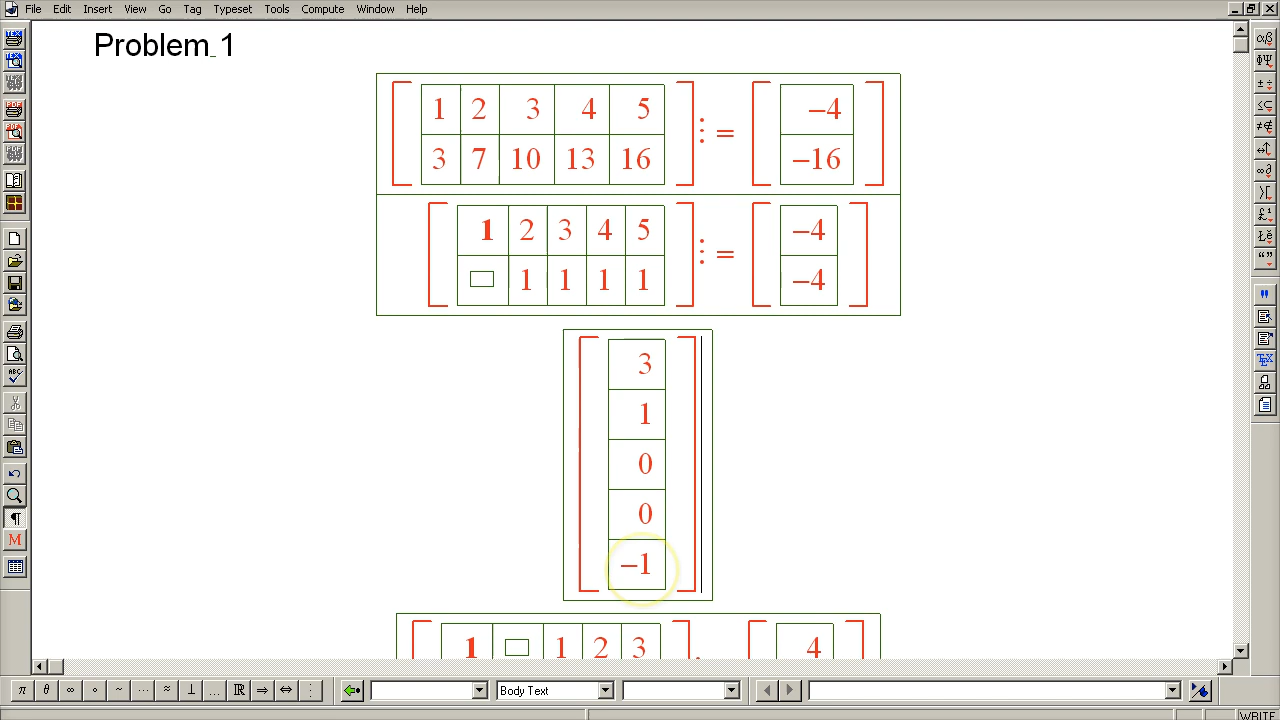 File Edit Insert View Go Tag Typeset Tools Compute Window Help
Problem 1
1 2 3 4 5 ⋮ = −4
3 7 10 13 16 −16
1 2 3 4 5 ⋮ = −4
1 1 1 1 −4
3
1
0
0
−1
1 1 2 3 4
π θ ∞ ∘ ~ ⋯ ≈ ⊥ … ℝ ⇒ ⇔ ⋮ Body Text
WRITE